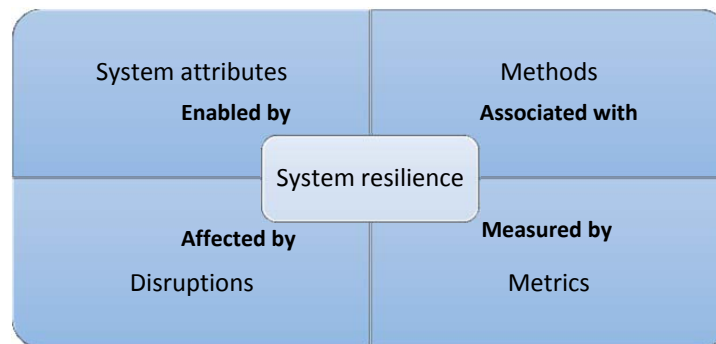 System attributes
Enabled by
Methods
Associated with
System resilience
Affected by
Disruptions
Measured by
Metrics